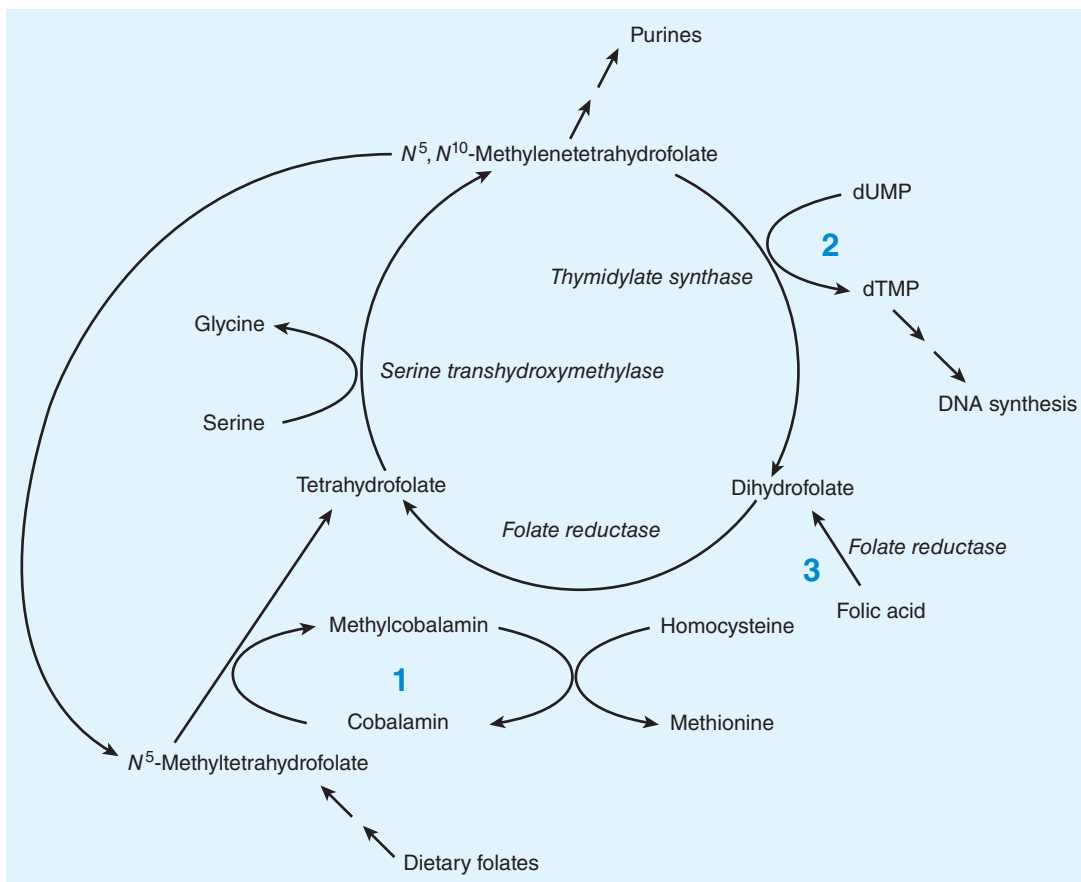 Purines
N⁵, N¹⁰-Methylenetetrahydrofolate
dUMP
2
Thymidylate synthase
dTMP
Glycine
Serine transhydroxymethylase
DNA synthesis
Serine
Tetrahydrofolate
Dihydrofolate
Folate reductase
Folate reductase
3
Folic acid
Methylcobalamin
Homocysteine
1
Cobalamin
Methionine
N⁵-Methyltetrahydrofolate
Dietary folates